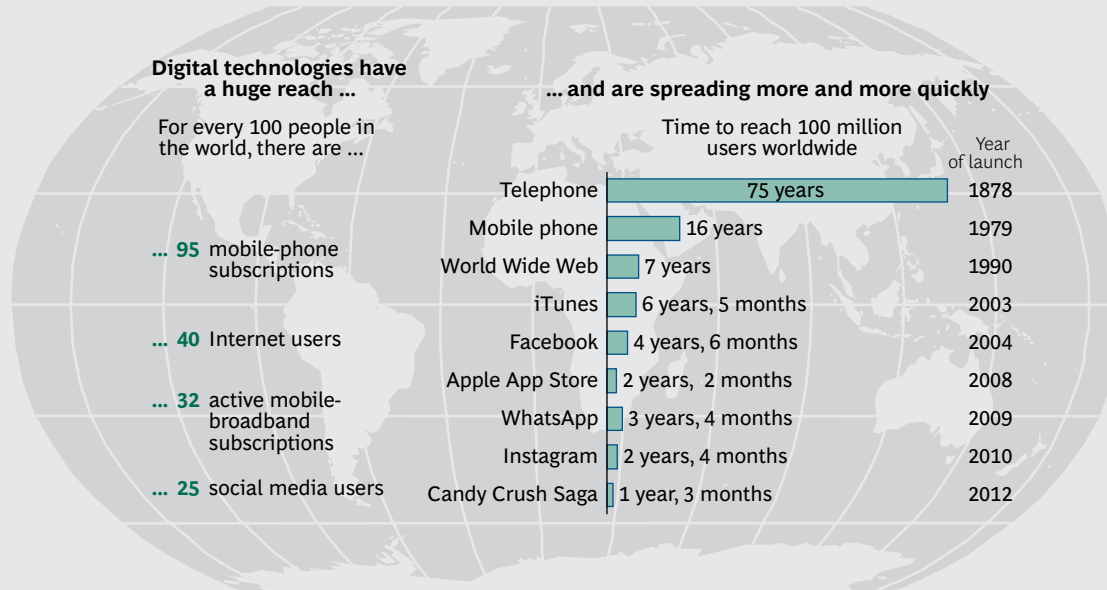 Digital technologies have
a huge reach ...
For every 100 people in
the world, there are ...
... 95 mobile-phone
subscriptions
... 40 Internet users
... 32 active mobile-
broadband
subscriptions
... 25 social media users
... and are spreading more and more quickly
Time to reach 100 million
users worldwide
Year
of launch
Telephone 75 years 1878
Mobile phone 16 years 1979
World Wide Web 7 years 1990
iTunes 6 years, 5 months 2003
Facebook 4 years, 6 months 2004
Apple App Store 2 years, 2 months 2008
WhatsApp 3 years, 4 months 2009
Instagram 2 years, 4 months 2010
Candy Crush Saga 1 year, 3 months 2012